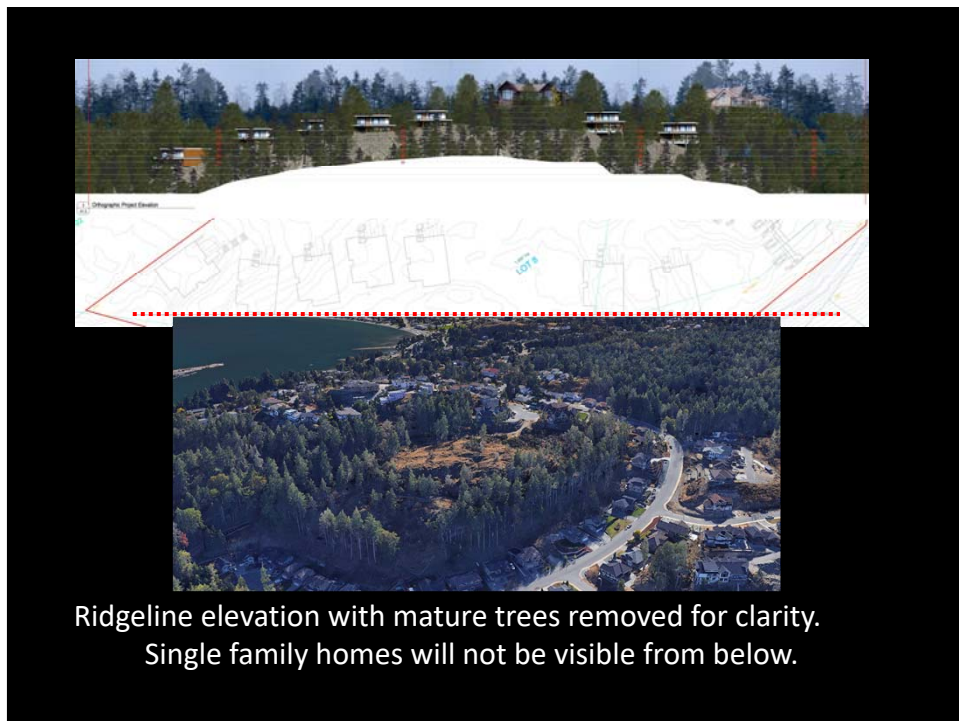 Orthographic Project Elevation
LOT 8
Ridgeline elevation with mature trees removed for clarity.
Single family homes will not be visible from below.